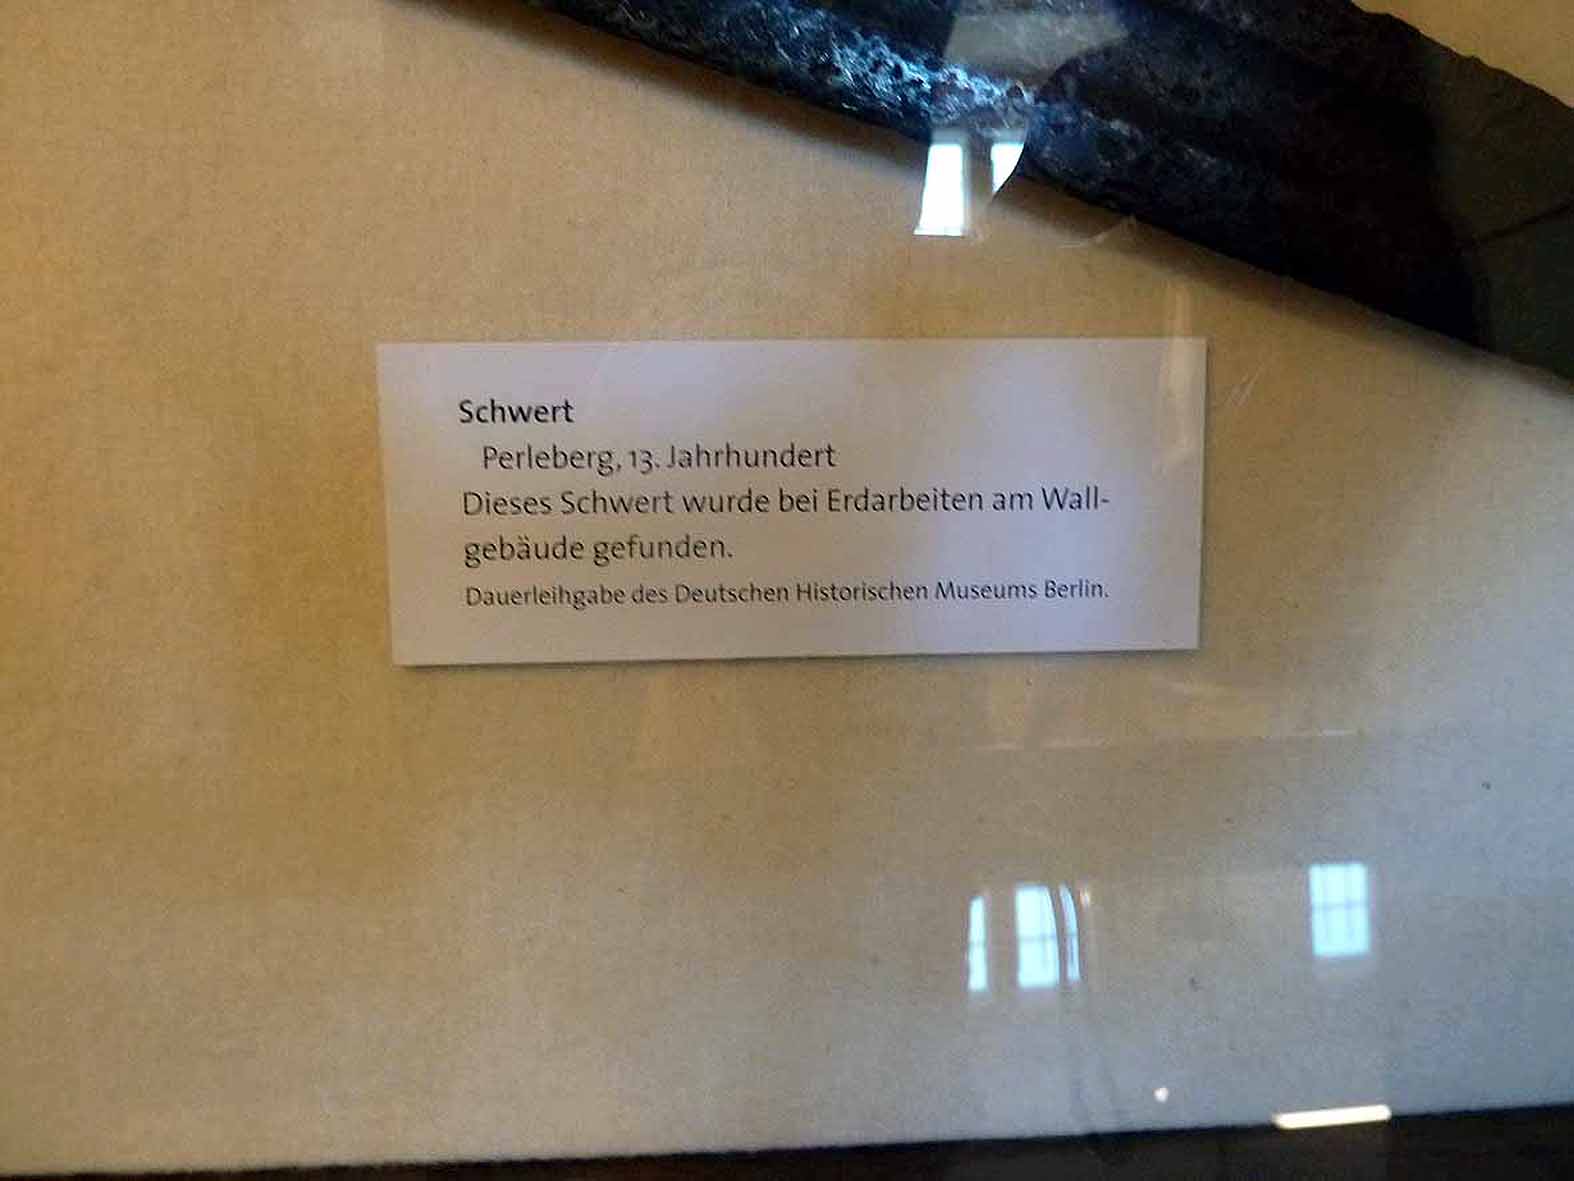 Schwert
Perleberg, 13. Jahrhundert
Dieses Schwert wurde bei Erdarbeiten am Wall-
gebäude gefunden.
Dauerleihgabe des Deutschen Historischen Museums Berlin.